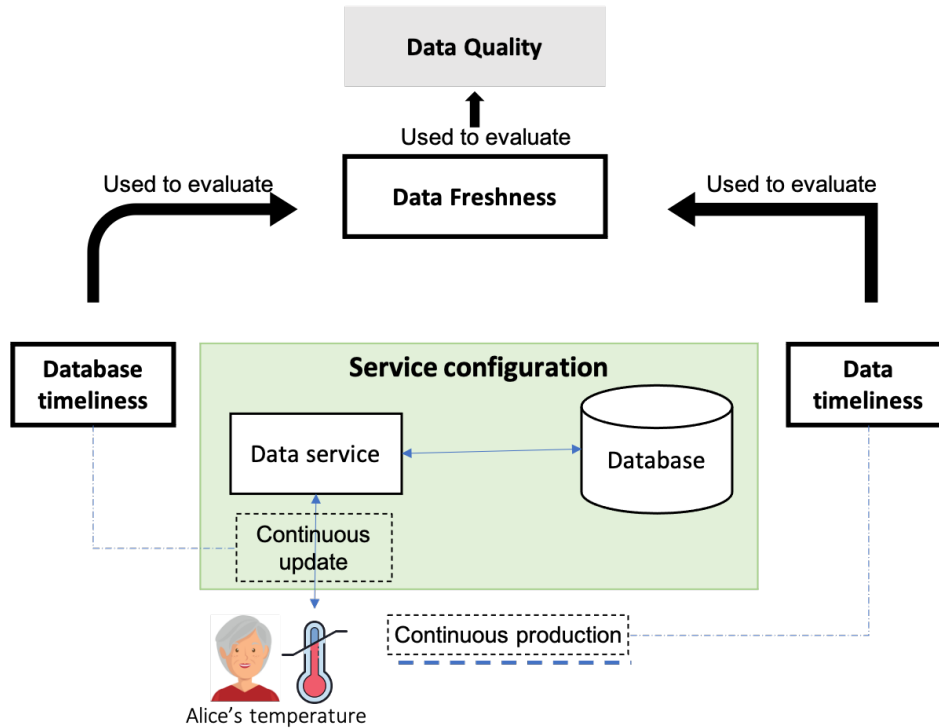 Data Quality
Used to evaluate
Used to evaluate
Data Freshness
Used to evaluate
Database
timeliness
Service configuration
Data
timeliness
Data service
Database
Continuous
update
Continuous production
Alice's temperature